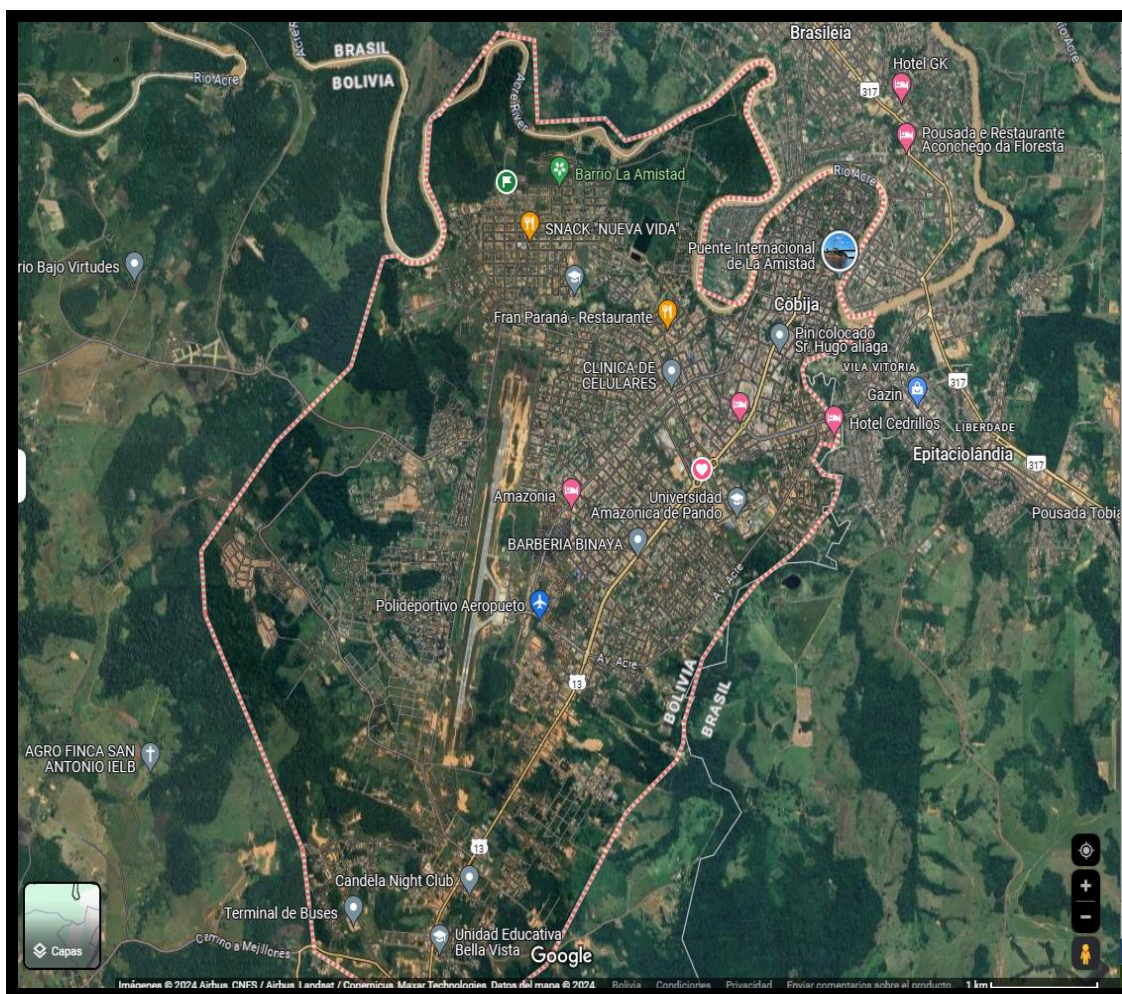 Brasiléia
BRASIL
BOLIVIA
Rio Acre
Rio Acre
Acre River
Hotel GK
317
Pousada e Restaurante
Aconchego da Floresta
Barrio La Amistad
Rio Acre
SNACK "NUEVA VIDA"
Puente Internacional
de La Amistad
rio Bajo Virtudes
Cobija
Fran Paraná - Restaurante
Pin colocado
Sr. Hugo aliaga
VILA VITÓRIA
CLINICA DE
CELULARES
317
Gazin
Hotel Cedrillos
LIBERDADE
Epitaciolândia
317
Amazonia
Universidad
Amazónica de Pando
Pousada Tobia
BARBERIA BINAYA
Av. Acre
Polideportivo Aeropueto
Av. Acre
13
BOLIVIA
BRASIL
AGRO FINCA SAN
ANTONIO IELB
13
Candela Night Club
Terminal de Buses
Unidad Educativa
Bella Vista
Camino a Mejillones
Capas
Google
Imágenes © 2024 Airbus, CNES / Airbus, Landsat / Copernicus, Maxar Technologies, Datos del mapa © 2024 Bolivia Condiciones Privacidad Enviar comentarios sobre el producto 1 km